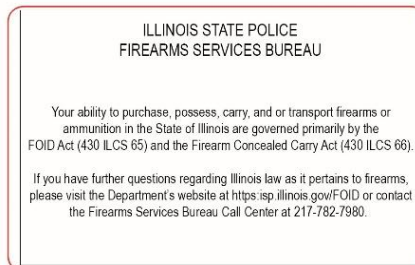 ILLINOIS STATE POLICE
FIREARMS SERVICES BUREAU
Your ability to purchase, possess, carry, and or transport firearms or
ammunition in the State of Illinois are governed primarily by the
FOID Act (430 ILCS 65) and the Firearm Concealed Carry Act (430 ILCS 66).
If you have further questions regarding Illinois law as it pertains to firearms,
please visit the Department's website at https:isp.illinois.gov/FOID or contact
the Firearms Services Bureau Call Center at 217-782-7980.